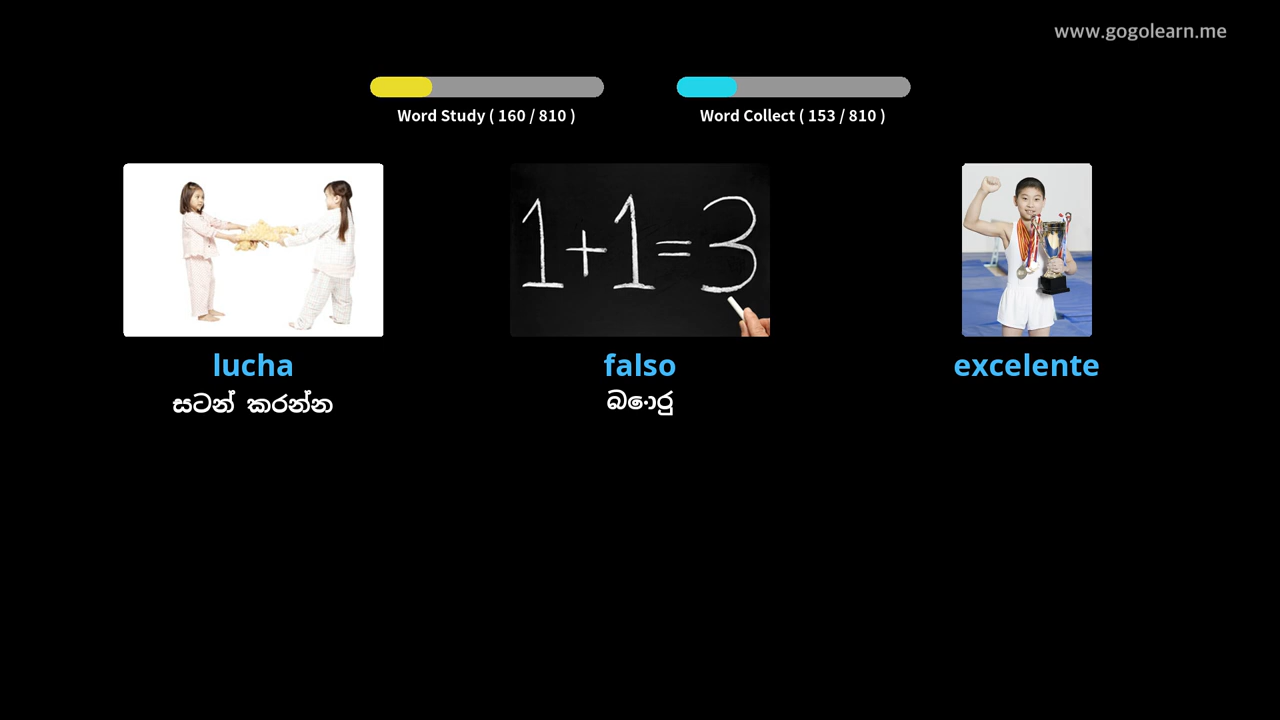 www.gogolearn.me
Word Study ( 160 / 810 )
Word Collect ( 153 / 810 )
1+1=3
lucha
falso
excelente
සටන් කරන්න
බොරු